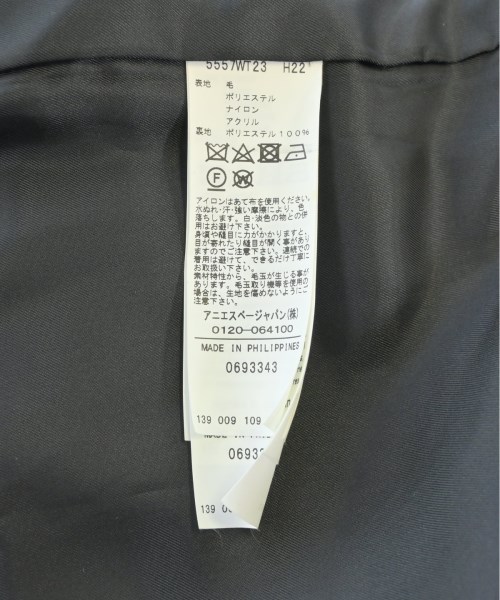 5557WT23 H22
表地 毛
ポリエステル
ナイロン
アクリル
裏地 ポリエステル100%
F W
アイロンはあて布を使用ください。
水ぬれ・汗・強い摩擦により、色
落ちします。白・淡色の物との併
用はお避け下さい。
身頃や縫目に力がかかりますと、
目が寄れたり縫目が開く事があり
ますのでご注意下さい。連続での
着用は避けて、できるだけ丁寧に
お取扱い下さい。
素材特性から、毛玉が生じる事が
あります。毛玉取り機等を使用の
場合は、生地を傷めないようにご
注意下さい。
アニエスベージャパン(株)
0120-064100
MADE IN PHILIPPINES
0693343
139 009 109
0693
139 0